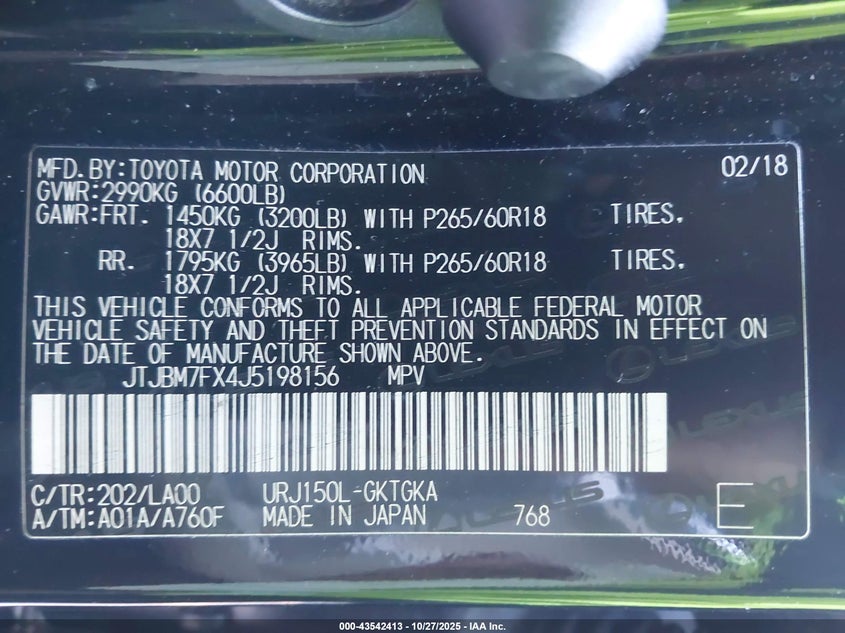 MFD.BY:TOYOTA MOTOR CORPORATION 02/18
GVWR:2990KG (6600LB)
GAWR:FRT. 1450KG (3200LB) WITH P265/60R18 TIRES.
18X7 1/2J RIMS.
RR. 1795KG (3965LB) WITH P265/60R18 TIRES.
18X7 1/2J RIMS.
THIS VEHICLE CONFORMS TO ALL APPLICABLE FEDERAL MOTOR
VEHICLE SAFETY AND THEFT PREVENTION STANDARDS IN EFFECT ON
THE DATE OF MANUFACTURE SHOWN ABOVE.
JTJBM7FX4J5198156 MPV
C/TR:202/LA00 URJ150L-GKTGKA
A/TM:A01A/A760F MADE IN JAPAN 768 E
LEXUS
LEXUS
LEXUS
000-43542413 - 10/27/2025 - IAA Inc.